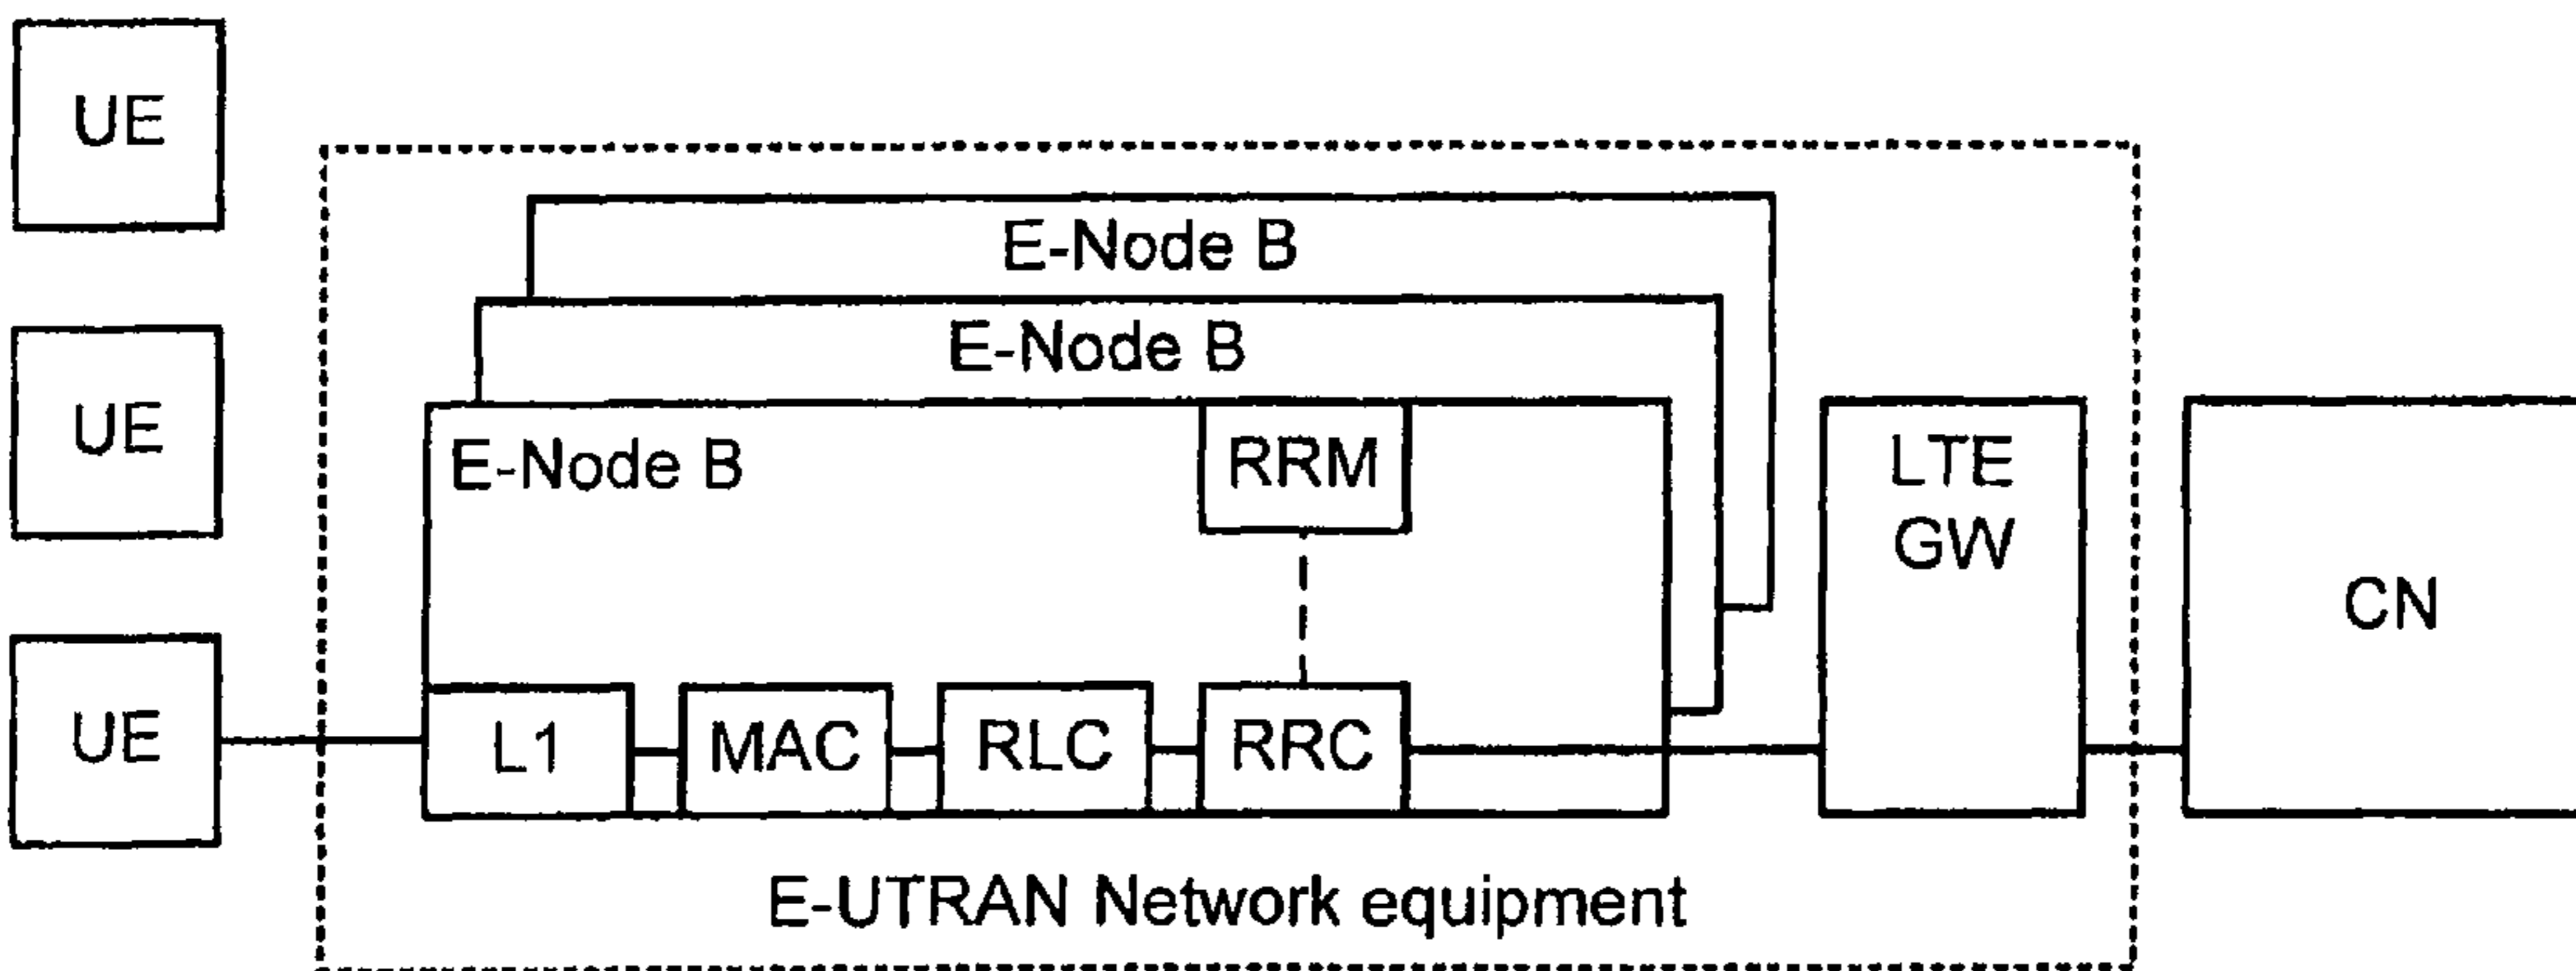 UE
E-Node B
E-Node B
UE
E-Node B
RRM
LTE
GW
CN
UE
L1
MAC
RLC
RRC
E-UTRAN Network equipment